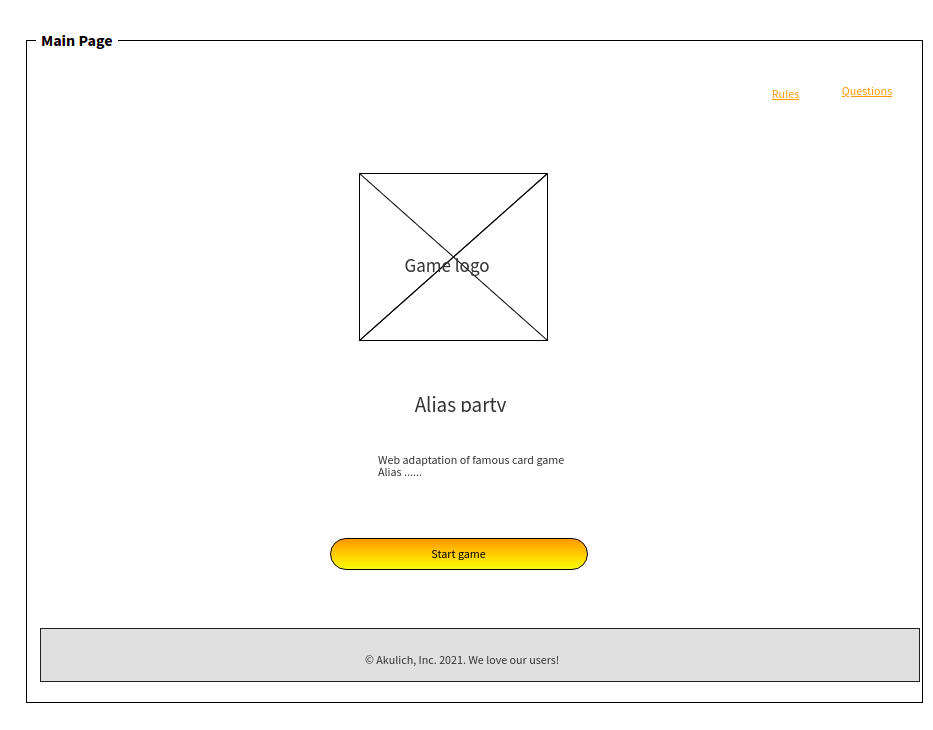 Main Page
Rules
Questions
Game logo
Alias party
Web adaptation of famous card game
Alias ......
Start game
© Akulich, Inc. 2021. We love our users!